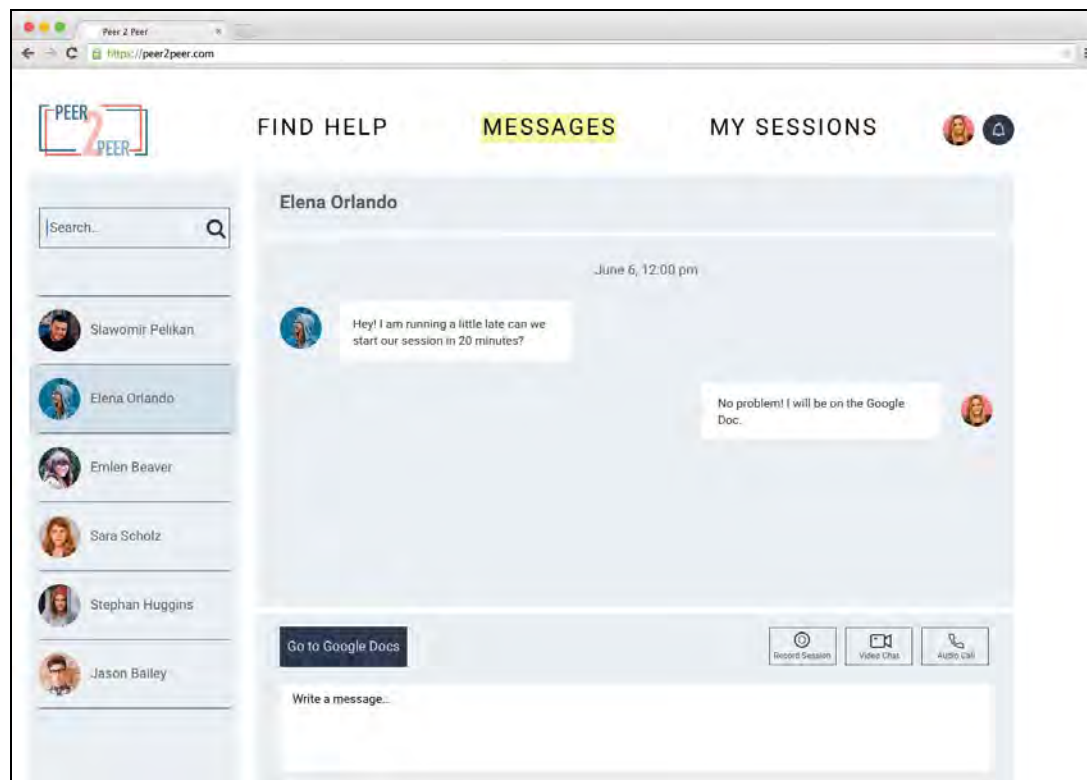 Peer 2 Peer
https://peer2peer.com
PEER
2
PEER
FIND HELP
MESSAGES
MY SESSIONS
Search..
Slawomir Pelikan
Elena Orlando
Emlen Beaver
Sara Scholz
Stephan Huggins
Jason Bailey
Elena Orlando
June 6, 12:00 pm
Hey! I am running a little late can we
start our session in 20 minutes?
No problem! I will be on the Google
Doc.
Go to Google Docs
Record Session
Video Chat
Audio Call
Write a message..